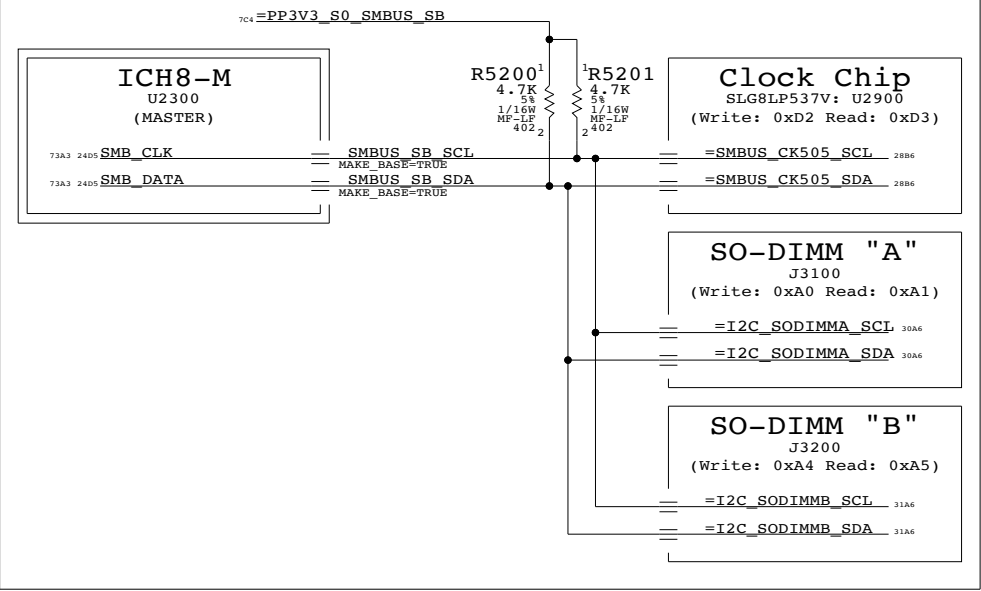 7C4 =PP3V3_S0_SMBUS_SB
ICH8-M
U2300
(MASTER)
73A3 24D5 SMB_CLK
73A3 24D5 SMB_DATA
SMBUS_SB_SCL
MAKE_BASE=TRUE
SMBUS_SB_SDA
MAKE_BASE=TRUE
R5200 1
4.7K
5%
1/16W
MF-LF
402 2
1 R5201
4.7K
5%
1/16W
MF-LF
2 402
Clock Chip
SLG8LP537V: U2900
(Write: 0xD2 Read: 0xD3)
=SMBUS_CK505_SCL 28B6
=SMBUS_CK505_SDA 28B6
SO-DIMM "A"
J3100
(Write: 0xA0 Read: 0xA1)
=I2C_SODIMMA_SCL 30A6
=I2C_SODIMMA_SDA 30A6
SO-DIMM "B"
J3200
(Write: 0xA4 Read: 0xA5)
=I2C_SODIMMB_SCL 31A6
=I2C_SODIMMB_SDA 31A6